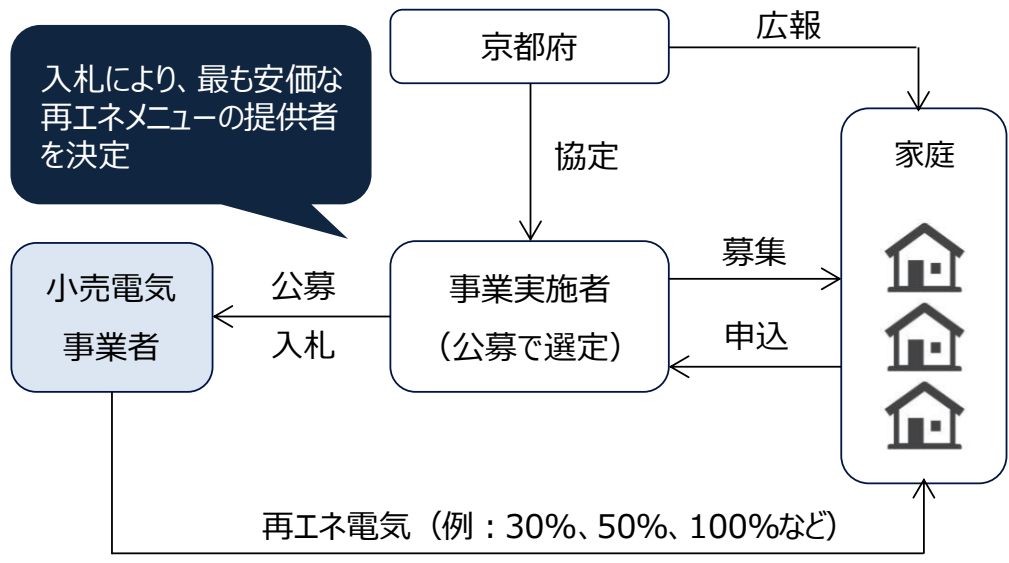 京都府
広報
入札により、最も安価な
再エネメニューの提供者
を決定
協定
家庭
小売電気
事業者
公募
入札
事業実施者
（公募で選定）
募集
申込
再エネ電気（例：30%、50%、100%など）